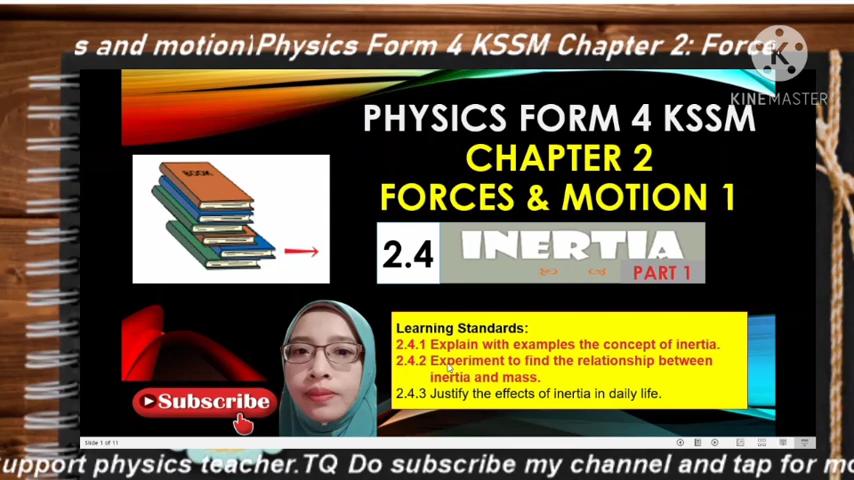 s and motion)Physics Form 4 KSSM Chapter 2: Force
KINEMASTER
PHYSICS FORM 4 KSSM
CHAPTER 2
FORCES & MOTION 1
BOOK
2.4 INERTIA
PART 1
Learning Standards:
2.4.1 Explain with examples the concept of inertia.
2.4.2 Experiment to find the relationship between
inertia and mass.
2.4.3 Justify the effects of inertia in daily life.
Subscribe
Slide 1 of 11
upport physics teacher.TQ Do subscribe my channel and tap for mo